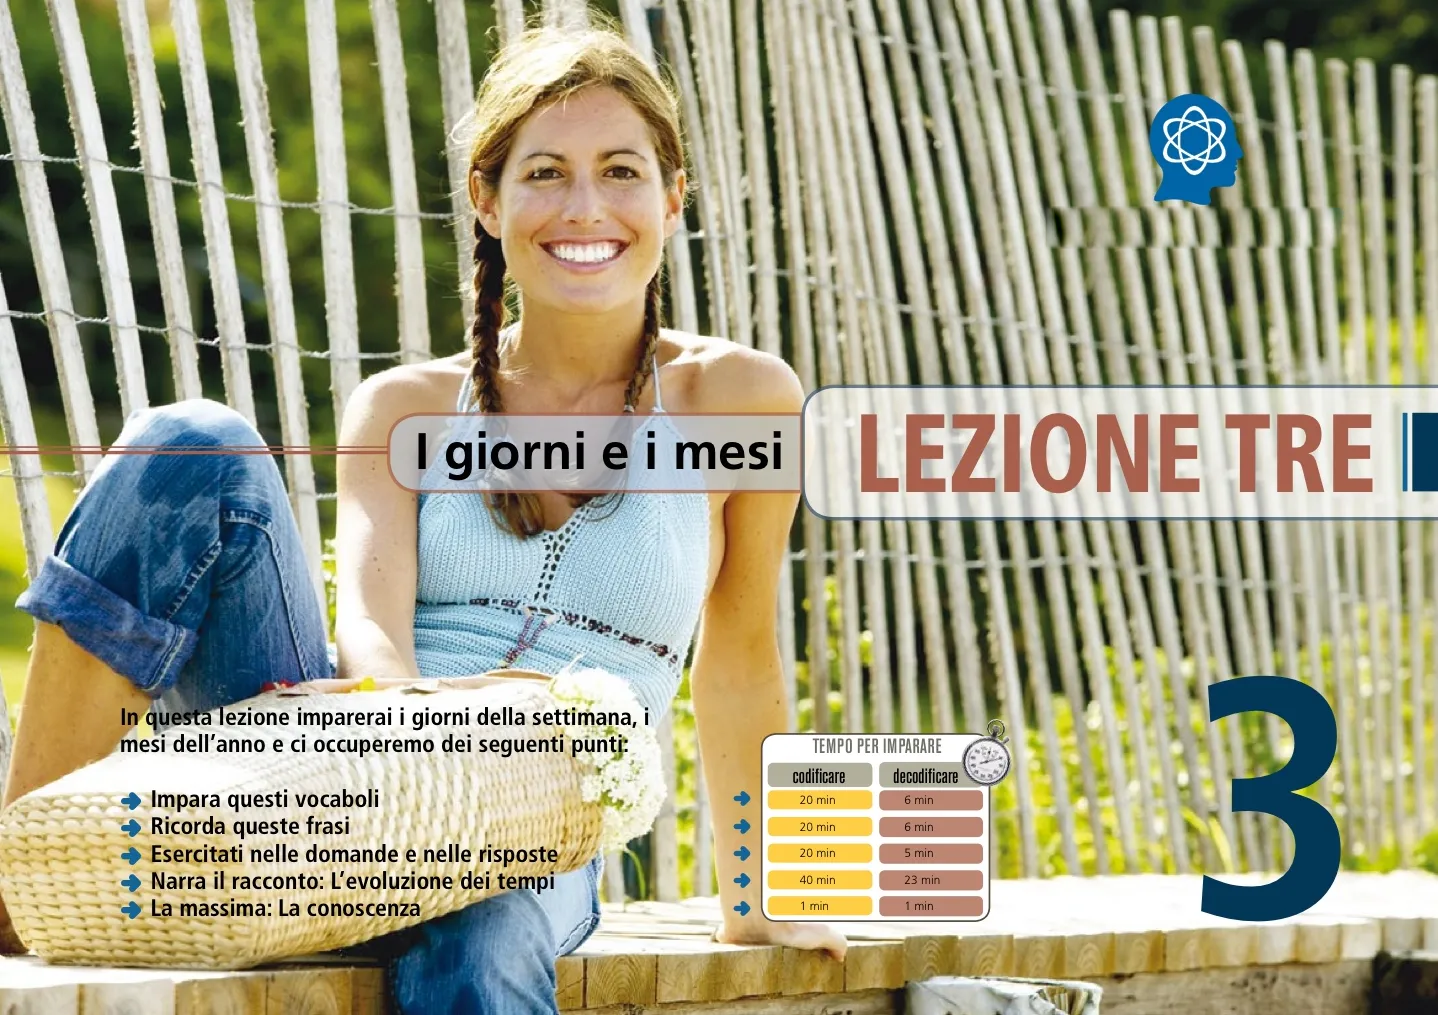 I giorni e i mesi
LEZIONE TRE
In questa lezione imparerai i giorni della settimana, i
mesi dell’anno e ci occuperemo dei seguenti punti:
Impara questi vocaboli
Ricorda queste frasi
Esercitati nelle domande e nelle risposte
Narra il racconto: L’evoluzione dei tempi
La massima: La conoscenza
TEMPO PER IMPARARE
codificare decodificare
20 min 6 min
20 min 6 min
20 min 5 min
40 min 23 min
1 min 1 min
3